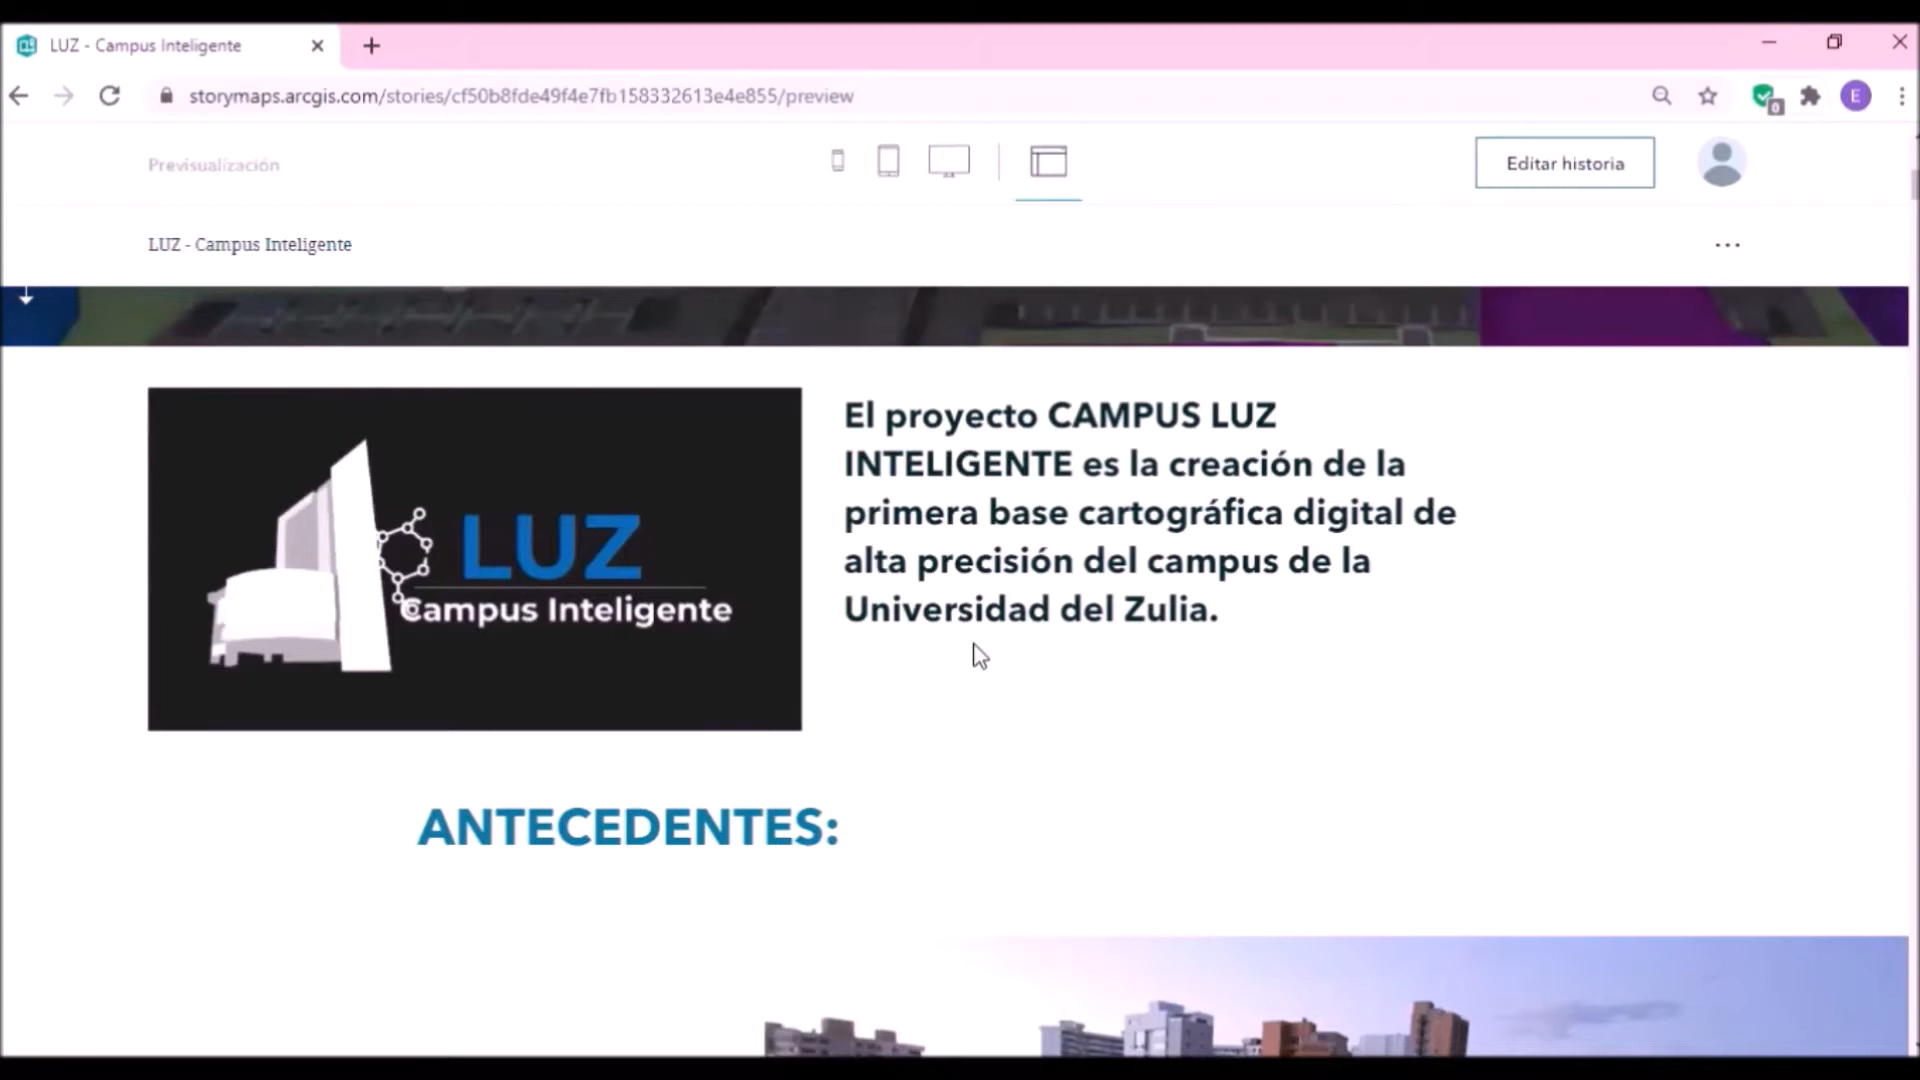 LUZ - Campus Inteligente
storymaps.arcgis.com/stories/cf50b8fde49f4e7fb158332613e4e855/preview
0
E
Previsualización
Editar historia
LUZ - Campus Inteligente
LUZ
Campus Inteligente
El proyecto CAMPUS LUZ
INTELIGENTE es la creación de la
primera base cartográfica digital de
alta precisión del campus de la
Universidad del Zulia.
ANTECEDENTES: